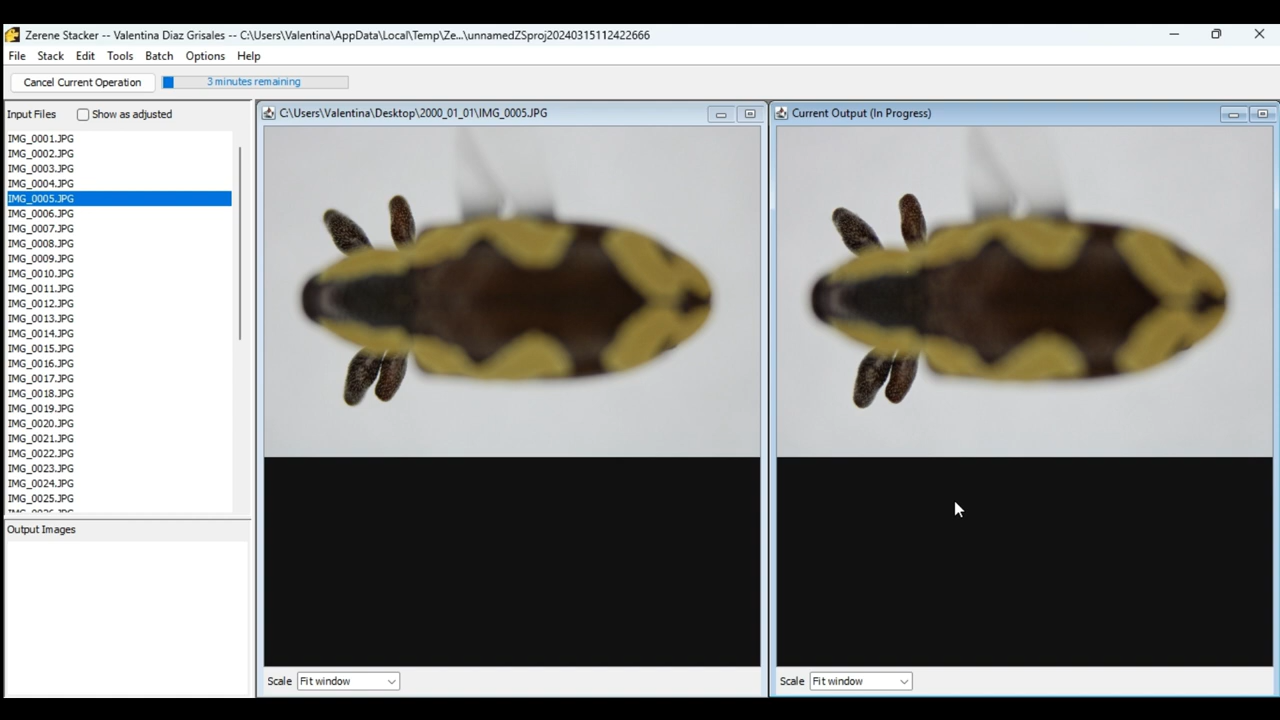 Zerene Stacker -- Valentina Diaz Grisales -- C:\Users\Valentina\AppData\Local\Temp\Ze...\unnamedZSproj20240315112422666
File Stack Edit Tools Batch Options Help
Cancel Current Operation 3 minutes remaining
Input Files Show as adjusted
IMG_0001.JPG
IMG_0002.JPG
IMG_0003.JPG
IMG_0004.JPG
IMG_0005.JPG
IMG_0006.JPG
IMG_0007.JPG
IMG_0008.JPG
IMG_0009.JPG
IMG_0010.JPG
IMG_0011.JPG
IMG_0012.JPG
IMG_0013.JPG
IMG_0014.JPG
IMG_0015.JPG
IMG_0016.JPG
IMG_0017.JPG
IMG_0018.JPG
IMG_0019.JPG
IMG_0020.JPG
IMG_0021.JPG
IMG_0022.JPG
IMG_0023.JPG
IMG_0024.JPG
IMG_0025.JPG
Output Images
C:\Users\Valentina\Desktop\2000_01_01\IMG_0005.JPG
Scale Fit window
Current Output (In Progress)
Scale Fit window